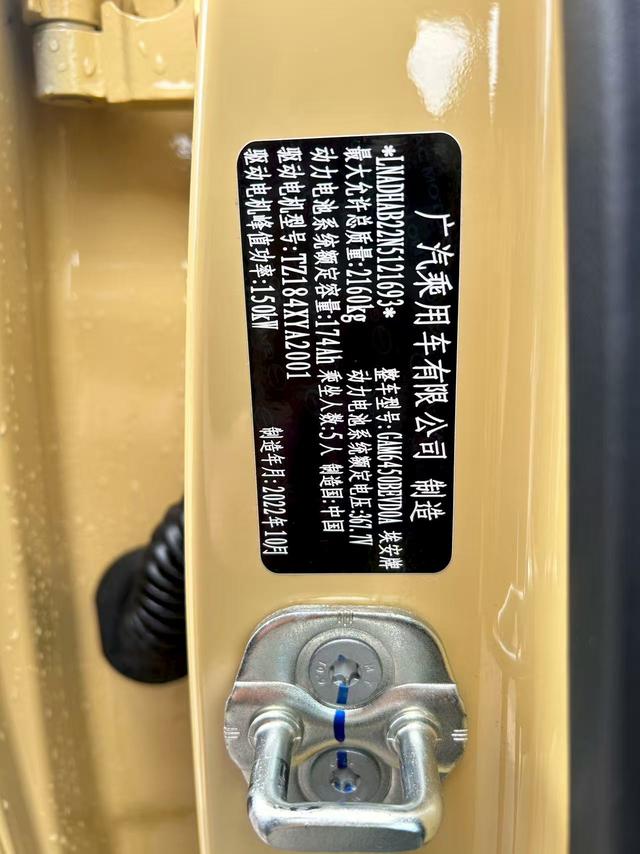 广汽乘用车有限公司 制造
*LNADHAB22N5121693* 整车型号:GAM6450BEVD0A 埃安牌
最大允许总质量:2160kg 动力电池系统额定电压:367.7V
动力电池系统额定容量:174Ah 乘坐人数:5人 制造国:中国
驱动电机型号:TZ184XYA2001
驱动电机峰值功率:150kW 制造年月:2022年10月